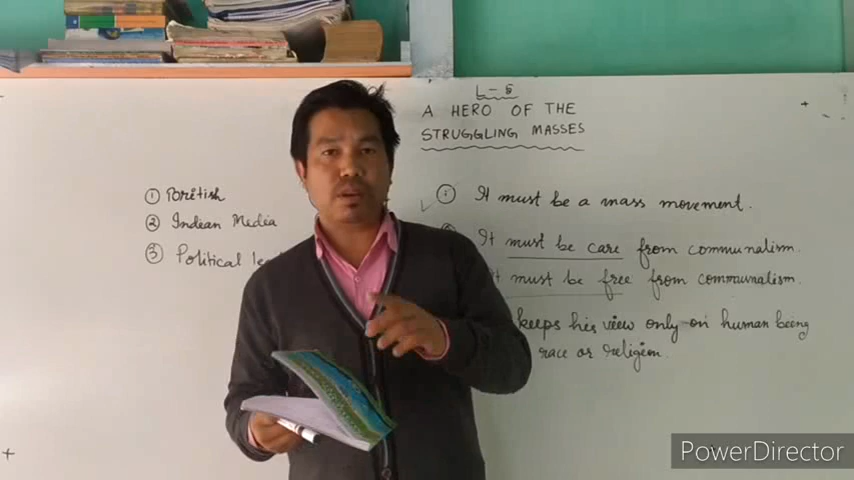 L-5
A HERO OF THE
STRUGGLING MASSES
① British
② Indian Media
③ Political
① It must be a mass movement.
It must be care from communalism.
must be free from communalism.
keeps his view only on human being
race or religion.
PowerDirector